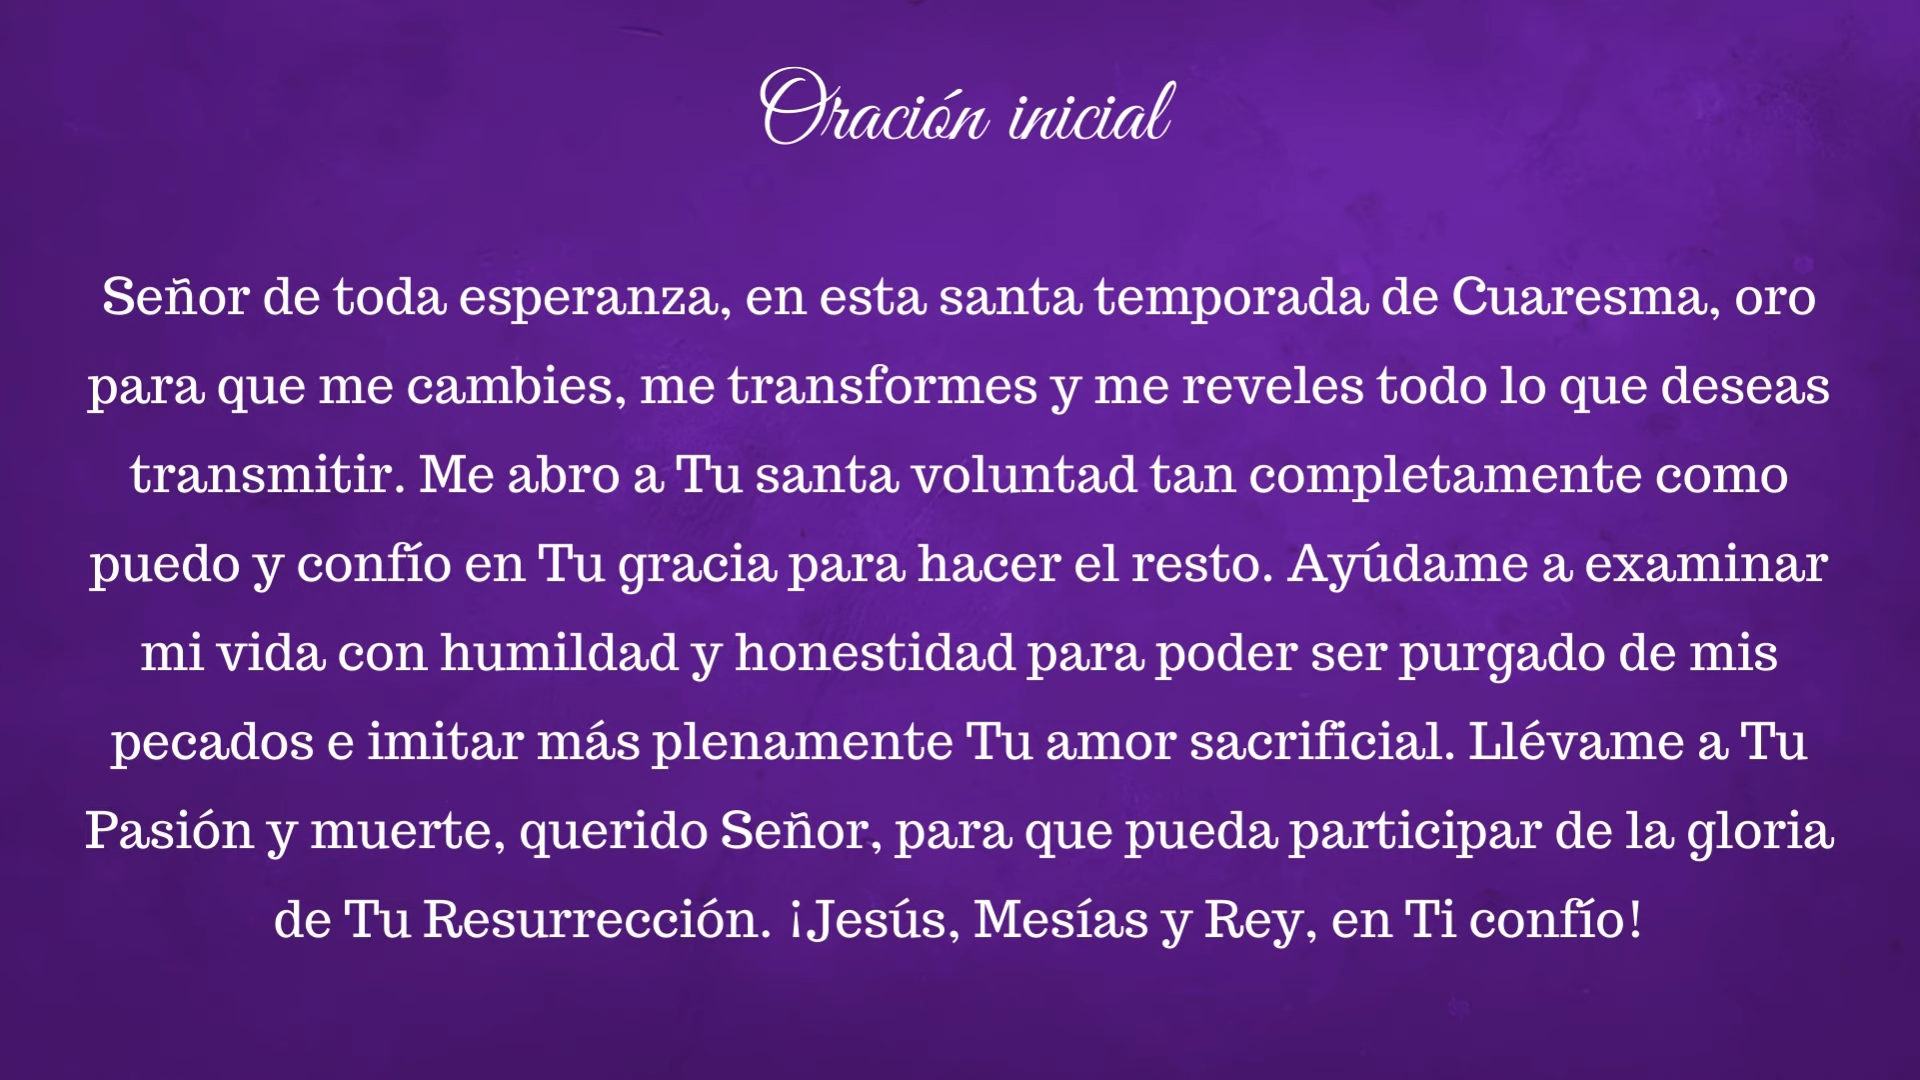 Oración inicial
Señor de toda esperanza, en esta santa temporada de Cuaresma, oro
para que me cambies, me transformes y me reveles todo lo que deseas
transmitir. Me abro a Tu santa voluntad tan completamente como
puedo y confío en Tu gracia para hacer el resto. Ayúdame a examinar
mi vida con humildad y honestidad para poder ser purgado de mis
pecados e imitar más plenamente Tu amor sacrificial. Llévame a Tu
Pasión y muerte, querido Señor, para que pueda participar de la gloria
de Tu Resurrección. ¡Jesús, Mesías y Rey, en Ti confío!